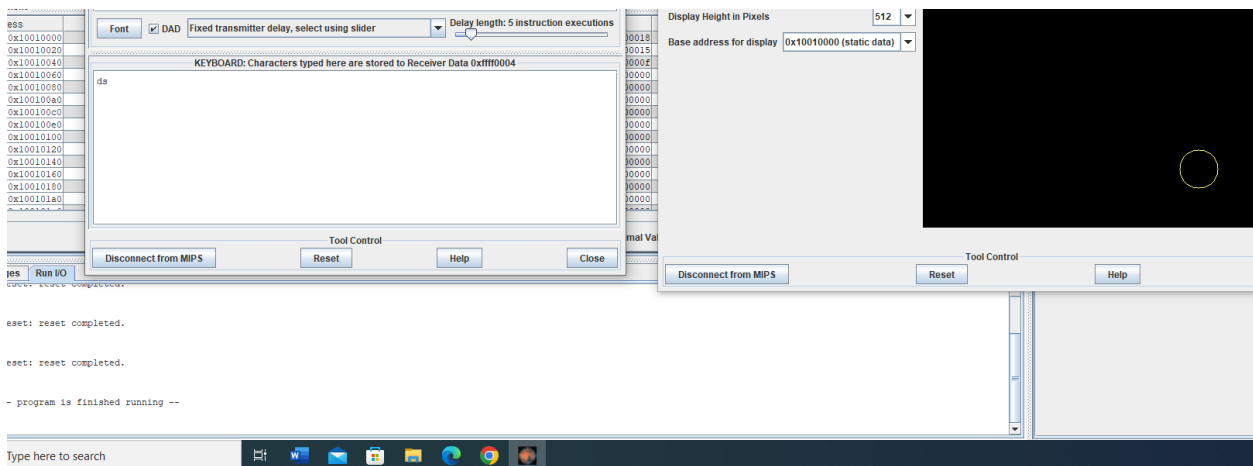 ess
0x10010000
0x10010020
0x10010040
0x10010060
0x10010080
0x100100a0
0x100100c0
0x100100e0
0x10010100
0x10010120
0x10010140
0x10010160
0x10010180
0x100101a0
Font
DAD
Fixed transmitter delay, select using slider
Delay length: 5 instruction executions
KEYBOARD: Characters typed here are stored to Receiver Data 0xffff0004
ds
Tool Control
Disconnect from MIPS Reset Help Close
00018
00015
0000f
00000
00000
00000
00000
00000
00000
00000
00000
00000
00000
00000
mal Val
Display Height in Pixels 512
Base address for display 0x10010000 (static data)
Tool Control
Disconnect from MIPS Reset Help
ges Run I/O
eset: reset completed.
eset: reset completed.
eset: reset completed.
- program is finished running --
Type here to search